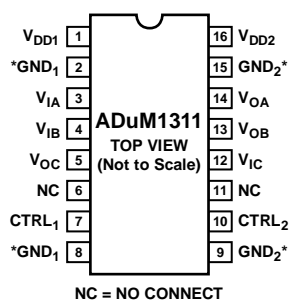 VDD1 1 16 VDD2
*GND1 2 15 GND2*
VIA 3 14 VOA
VIB 4 13 VOB
VOC 5 12 VIC
NC 6 11 NC
CTRL1 7 10 CTRL2
*GND1 8 9 GND2*
ADuM1311
TOP VIEW
(Not to Scale)
NC = NO CONNECT